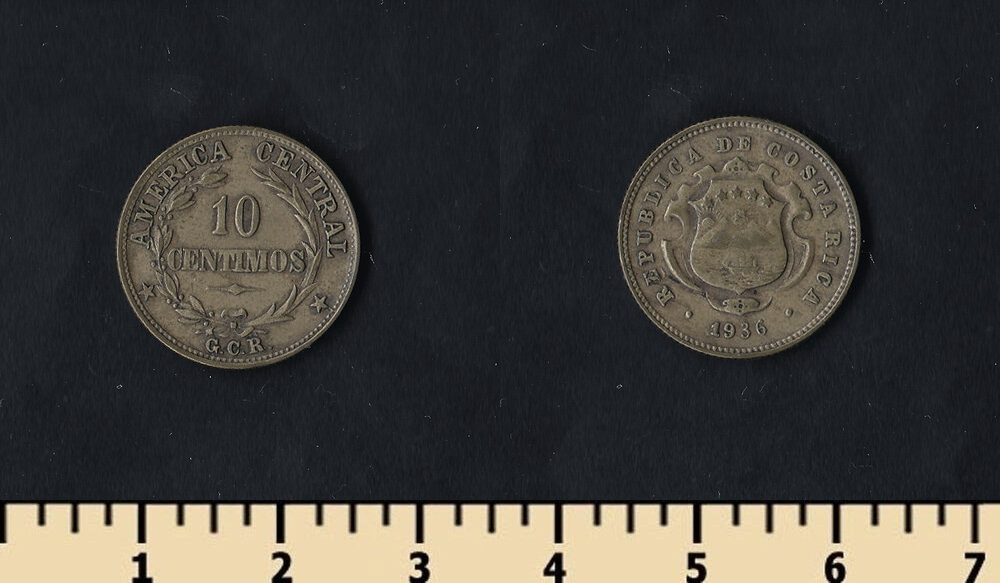 AMERICA CENTRAL
10
CENTIMOS
G.C.R.
REPUBLICA DE COSTA RICA
1936
1 2 3 4 5 6 7